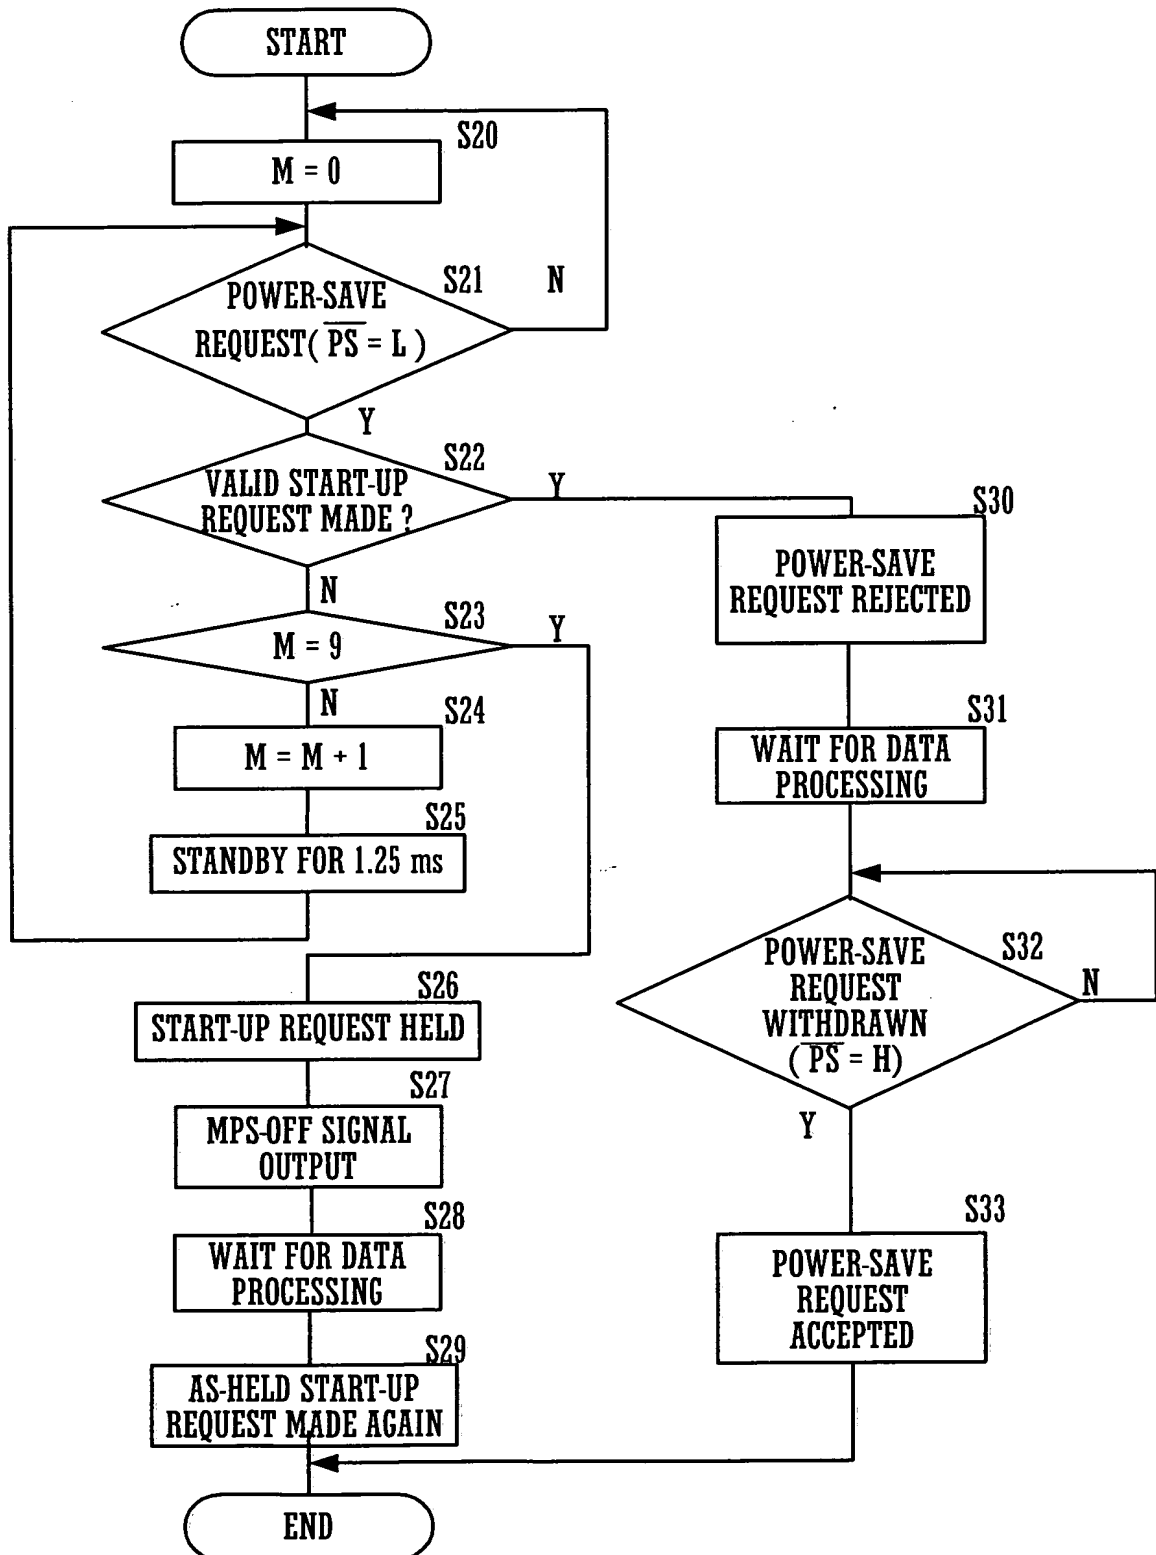 START
S20
M = 0
S21
N
POWER-SAVE
REQUEST( P̅S̅ = L )
Y
S22
VALID START-UP
REQUEST MADE ?
Y
N
S23
M = 9
Y
N
S24
M = M + 1
S25
STANDBY FOR 1.25 ms
S26
START-UP REQUEST HELD
S27
MPS-OFF SIGNAL
OUTPUT
S28
WAIT FOR DATA
PROCESSING
S29
AS-HELD START-UP
REQUEST MADE AGAIN
S30
POWER-SAVE
REQUEST REJECTED
S31
WAIT FOR DATA
PROCESSING
S32
POWER-SAVE
REQUEST
WITHDRAWN
( P̅S̅ = H)
N
Y
S33
POWER-SAVE
REQUEST
ACCEPTED
END